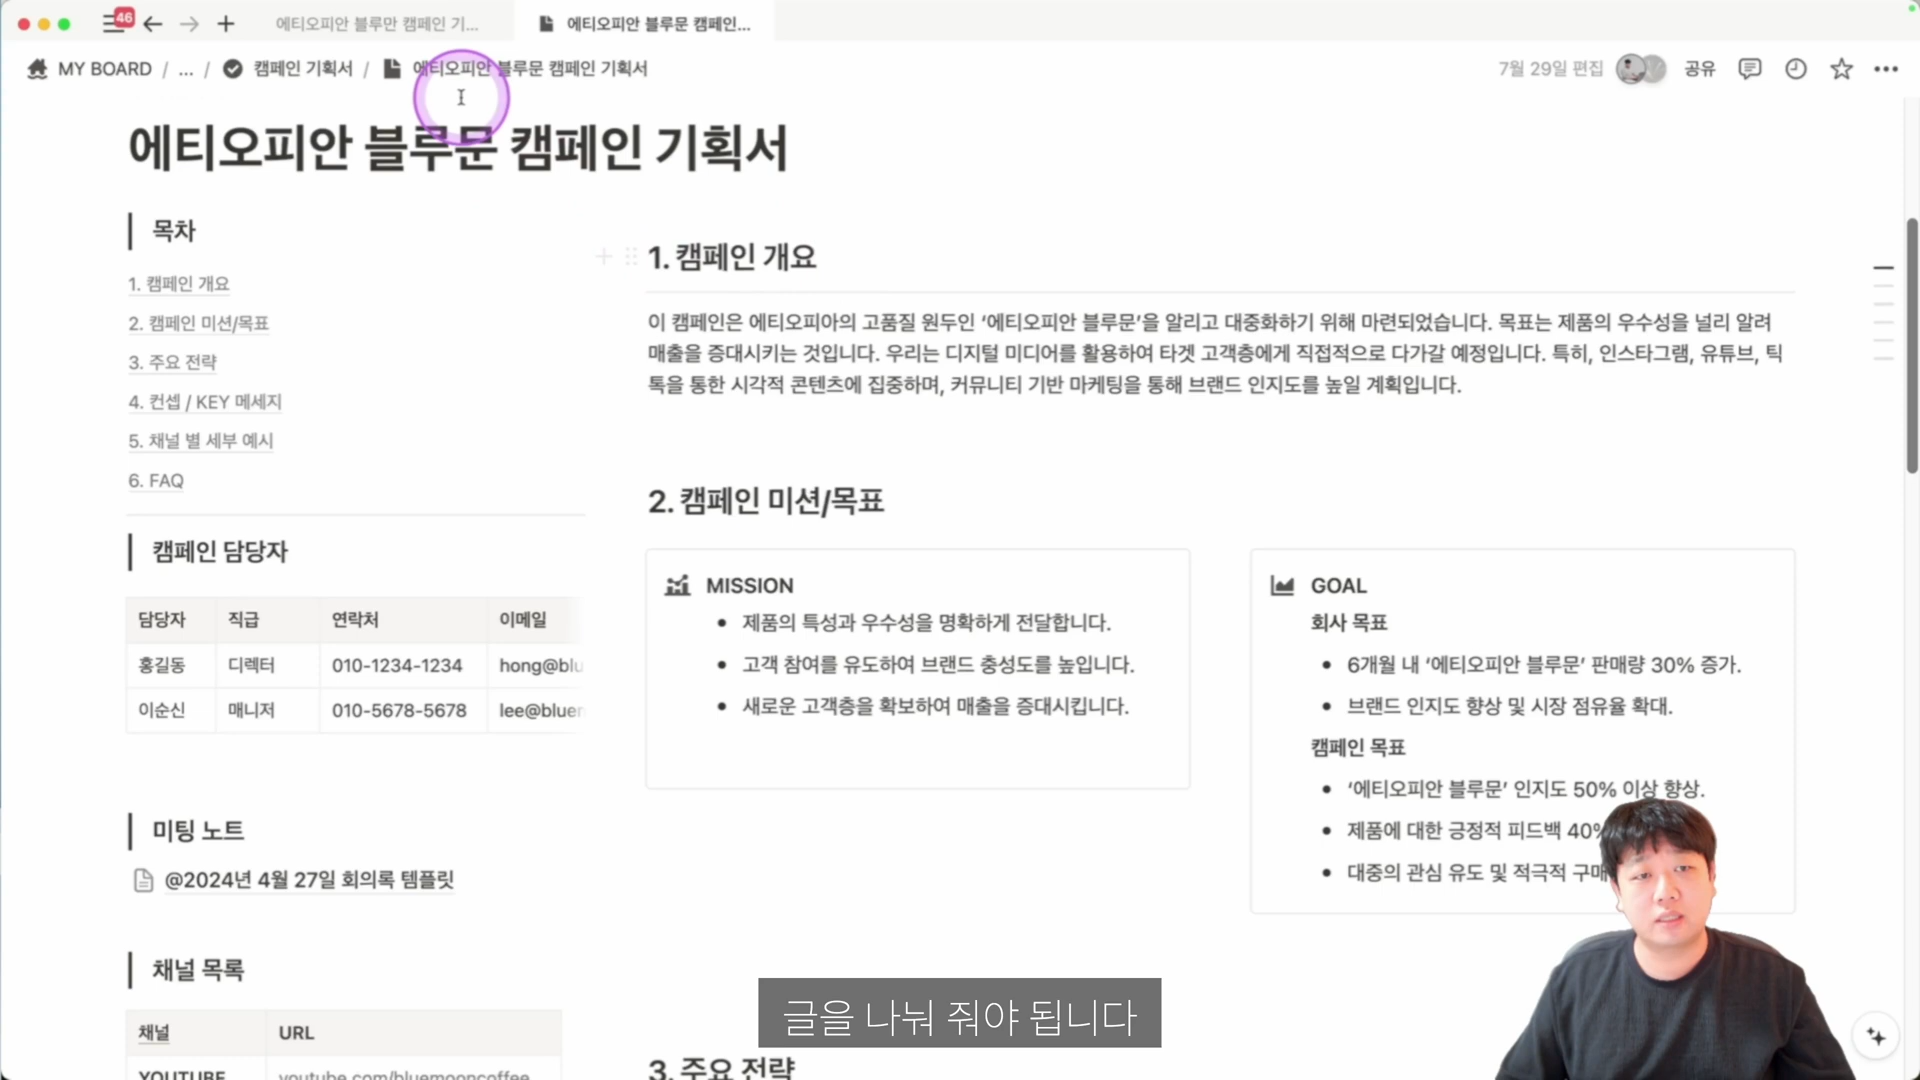 46
에티오피안 블루만 캠페인 기...
에티오피안 블루문 캠페인...
MY BOARD / ... / 캠페인 기획서 / 에티오피안 블루문 캠페인 기획서
7월 29일 편집
공유
에티오피안 블루문 캠페인 기획서
목차
1. 캠페인 개요
2. 캠페인 미션/목표
3. 주요 전략
4. 컨셉 / KEY 메세지
5. 채널 별 세부 예시
6. FAQ
캠페인 담당자
담당자 직급 연락처 이메일
홍길동 디렉터 010-1234-1234 hong@blu
이순신 매니저 010-5678-5678 lee@bluer
미팅 노트
@2024년 4월 27일 회의록 템플릿
채널 목록
채널 URL
YOUTUBE youtube.com/bluemooncoffee
1. 캠페인 개요
이 캠페인은 에티오피아의 고품질 원두인 ‘에티오피안 블루문’을 알리고 대중화하기 위해 마련되었습니다. 목표는 제품의 우수성을 널리 알려
매출을 증대시키는 것입니다. 우리는 디지털 미디어를 활용하여 타겟 고객층에게 직접적으로 다가갈 예정입니다. 특히, 인스타그램, 유튜브, 틱
톡을 통한 시각적 콘텐츠에 집중하며, 커뮤니티 기반 마케팅을 통해 브랜드 인지도를 높일 계획입니다.
2. 캠페인 미션/목표
MISSION
• 제품의 특성과 우수성을 명확하게 전달합니다.
• 고객 참여를 유도하여 브랜드 충성도를 높입니다.
• 새로운 고객층을 확보하여 매출을 증대시킵니다.
GOAL
회사 목표
• 6개월 내 ‘에티오피안 블루문’ 판매량 30% 증가.
• 브랜드 인지도 향상 및 시장 점유율 확대.
캠페인 목표
• ‘에티오피안 블루문’ 인지도 50% 이상 향상.
• 제품에 대한 긍정적 피드백 40%
• 대중의 관심 유도 및 적극적 구매
3. 주요 전략
글을 나눠 줘야 됩니다